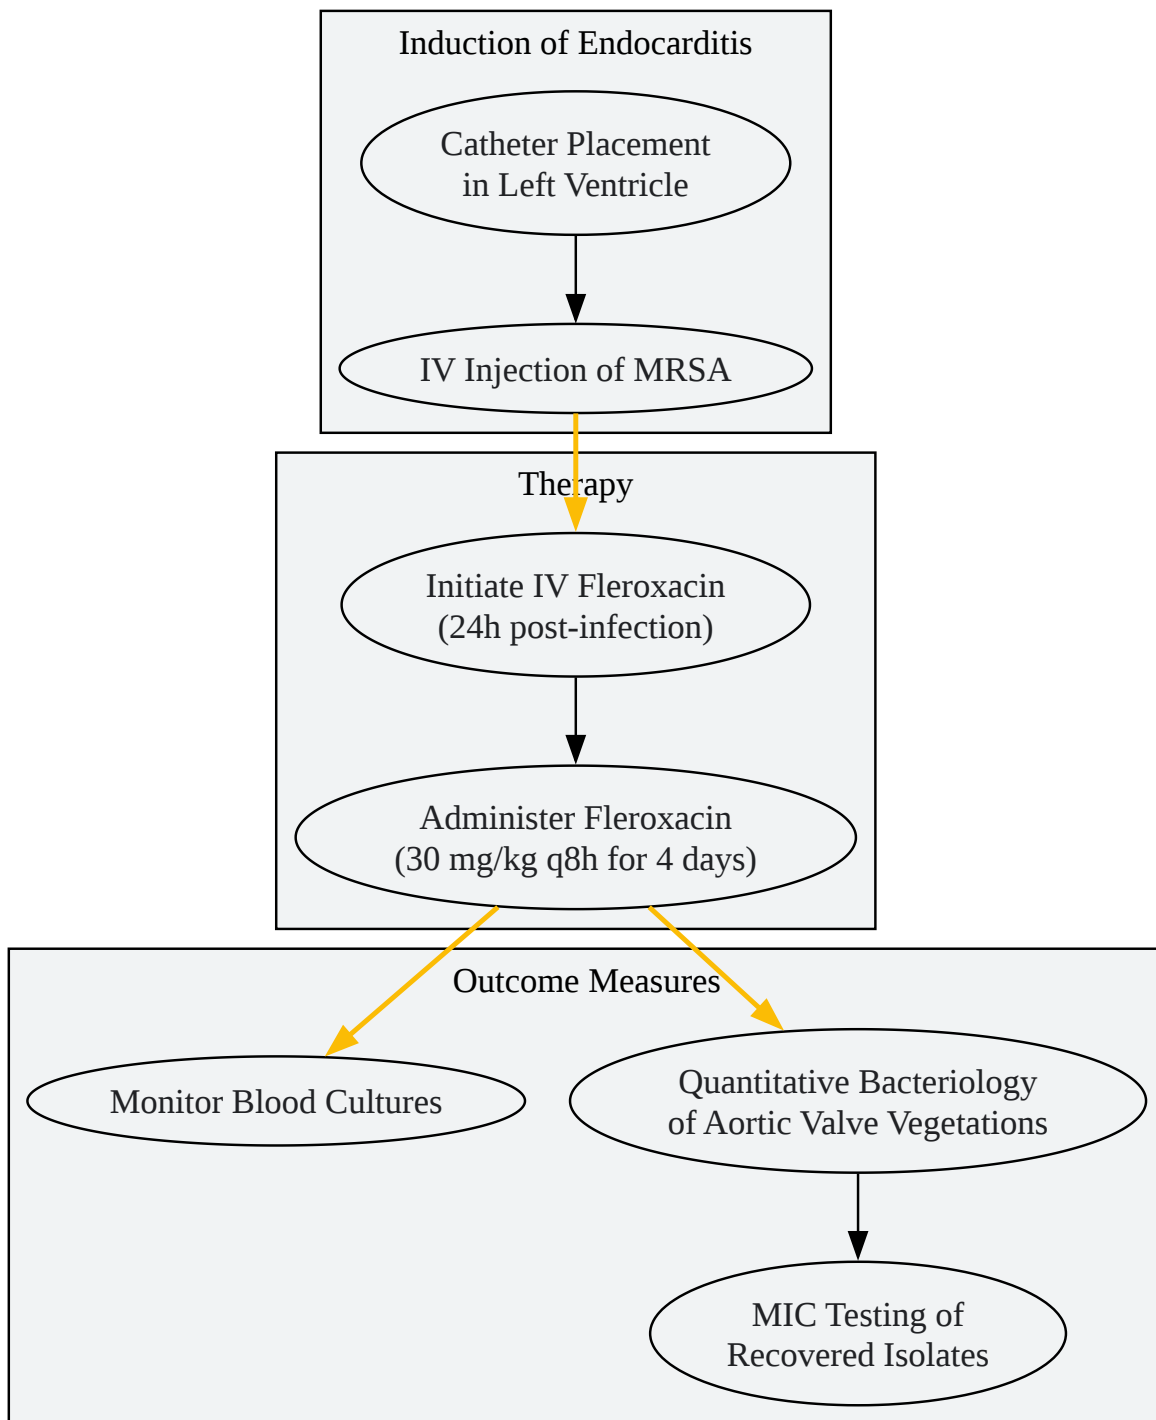 Induction of Endocarditis
Catheter Placement
in Left Ventricle
IV Injection of MRSA
Therapy
Initiate IV Fleroxacin
(24h post-infection)
Administer Fleroxacin
(30 mg/kg q8h for 4 days)
Outcome Measures
Monitor Blood Cultures
Quantitative Bacteriology
of Aortic Valve Vegetations
MIC Testing of
Recovered Isolates